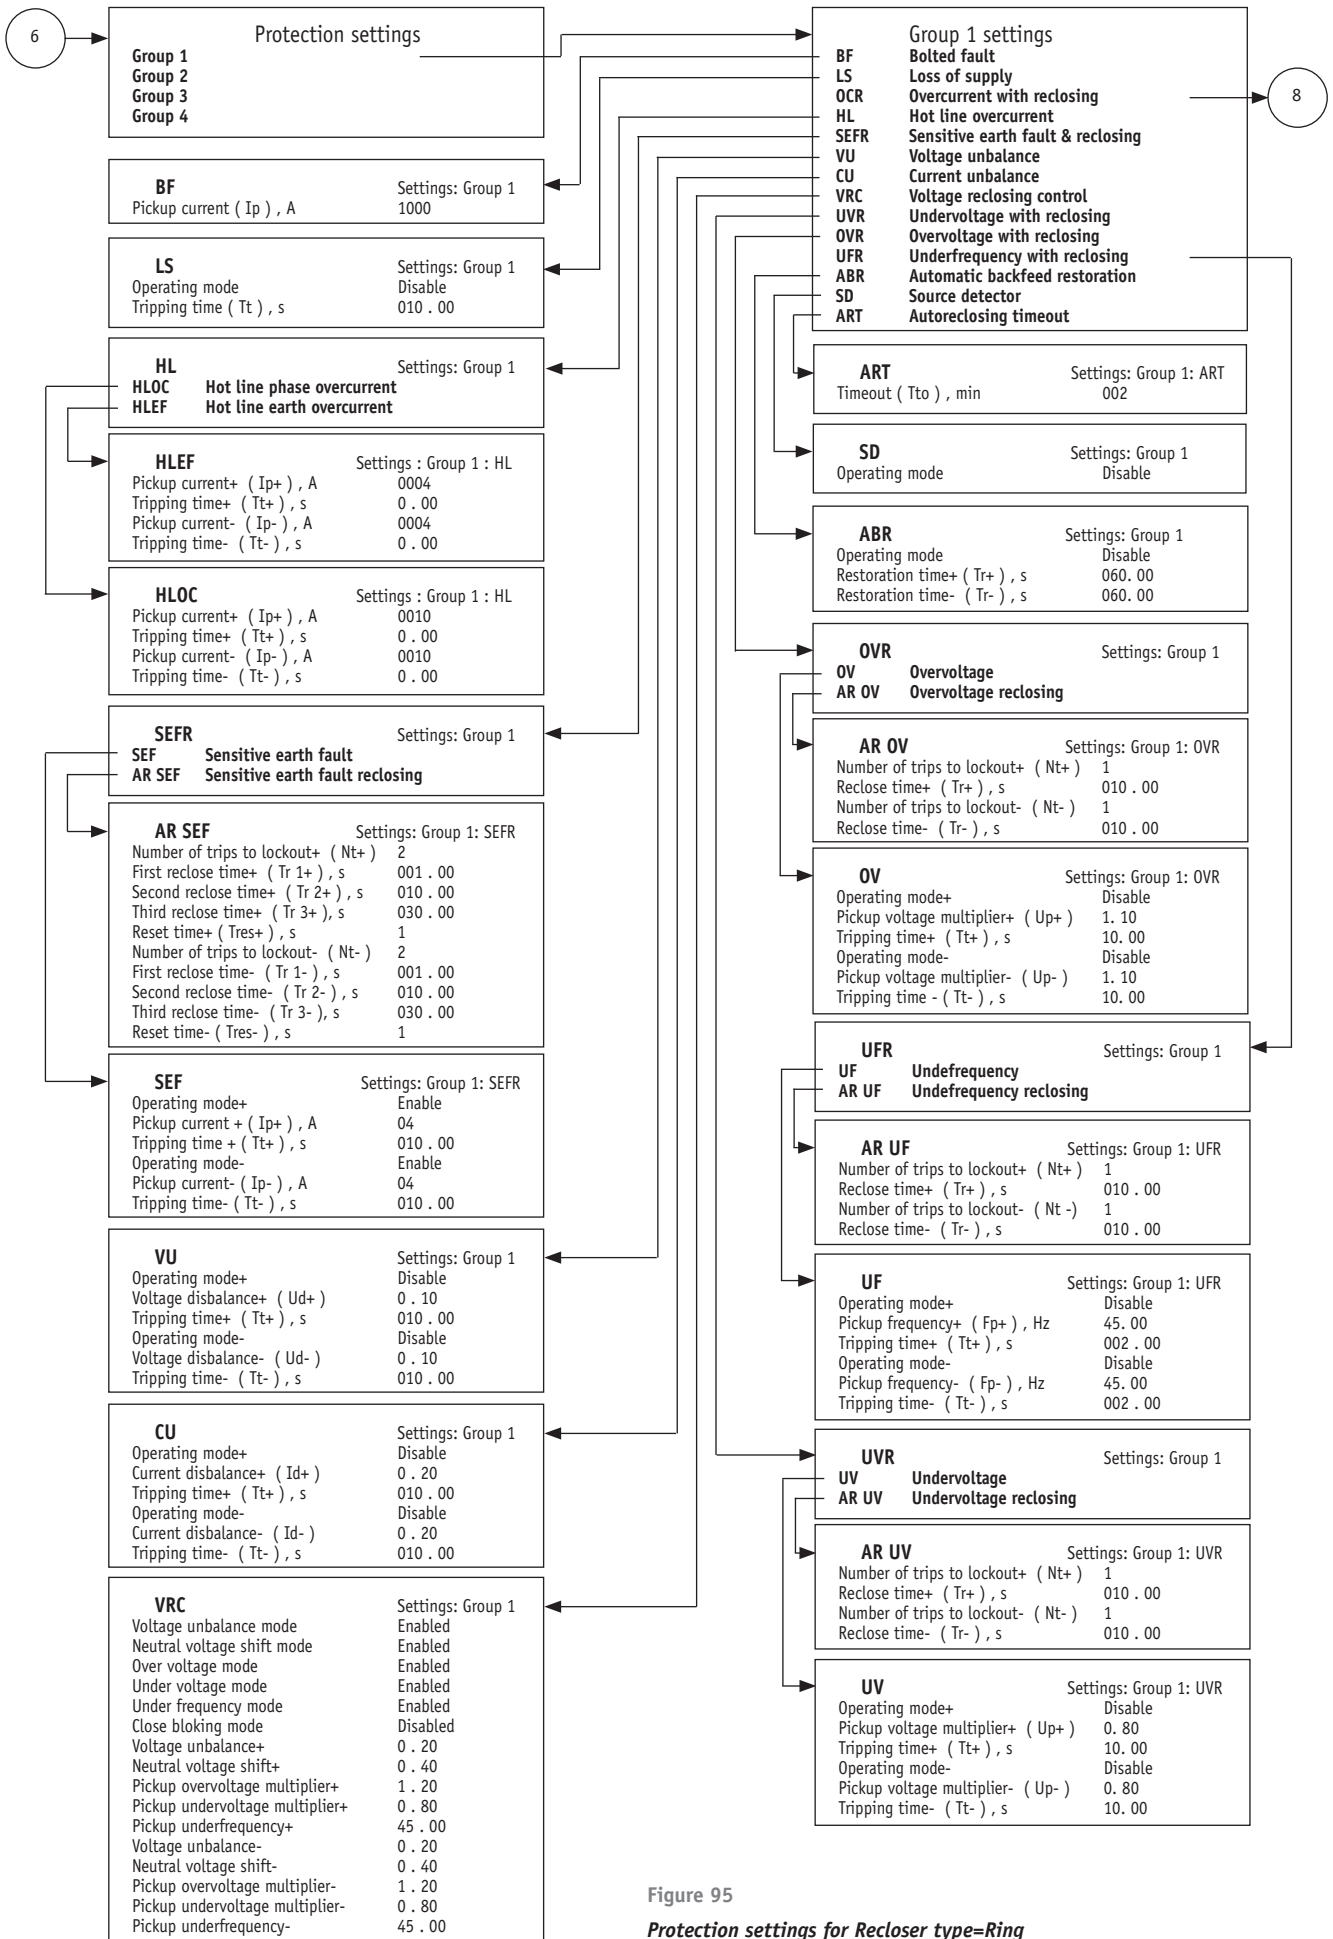 6
Protection settings
Group 1
Group 2
Group 3
Group 4
BF Settings: Group 1
Pickup current ( Ip ) , A 1000
LS Settings: Group 1
Operating mode Disable
Tripping time ( Tt ) , s 010 . 00
HL Settings: Group 1
HLOC Hot line phase overcurrent
HLEF Hot line earth overcurrent
HLEF Settings : Group 1 : HL
Pickup current+ ( Ip+ ) , A 0004
Tripping time+ ( Tt+ ) , s 0 . 00
Pickup current- ( Ip- ) , A 0004
Tripping time- ( Tt- ) , s 0 . 00
HLOC Settings : Group 1 : HL
Pickup current+ ( Ip+ ) , A 0010
Tripping time+ ( Tt+ ) , s 0 . 00
Pickup current- ( Ip- ) , A 0010
Tripping time- ( Tt- ) , s 0 . 00
SEFR Settings: Group 1
SEF Sensitive earth fault
AR SEF Sensitive earth fault reclosing
AR SEF Settings: Group 1: SEFR
Number of trips to lockout+ ( Nt+ ) 2
First reclose time+ ( Tr 1+ ) , s 001 . 00
Second reclose time+ ( Tr 2+ ) , s 010 . 00
Third reclose time+ ( Tr 3+ ), s 030 . 00
Reset time+ ( Tres+ ) , s 1
Number of trips to lockout- ( Nt- ) 2
First reclose time- ( Tr 1- ) , s 001 . 00
Second reclose time- ( Tr 2- ) , s 010 . 00
Third reclose time- ( Tr 3- ), s 030 . 00
Reset time- ( Tres- ) , s 1
SEF Settings: Group 1: SEFR
Operating mode+ Enable
Pickup current + ( Ip+ ) , A 04
Tripping time + ( Tt+ ) , s 010 . 00
Operating mode- Enable
Pickup current- ( Ip- ) , A 04
Tripping time- ( Tt- ) , s 010 . 00
VU Settings: Group 1
Operating mode+ Disable
Voltage disbalance+ ( Ud+ ) 0 . 10
Tripping time+ ( Tt+ ) , s 010 . 00
Operating mode- Disable
Voltage disbalance- ( Ud- ) 0 . 10
Tripping time- ( Tt- ) , s 010 . 00
CU Settings: Group 1
Operating mode+ Disable
Current disbalance+ ( Id+ ) 0 . 20
Tripping time+ ( Tt+ ) , s 010 . 00
Operating mode- Disable
Current disbalance- ( Id- ) 0 . 20
Tripping time- ( Tt- ) , s 010 . 00
VRC Settings: Group 1
Voltage unbalance mode Enabled
Neutral voltage shift mode Enabled
Over voltage mode Enabled
Under voltage mode Enabled
Under frequency mode Enabled
Close bloking mode Disabled
Voltage unbalance+ 0 . 20
Neutral voltage shift+ 0 . 40
Pickup overvoltage multiplier+ 1 . 20
Pickup undervoltage multiplier+ 0 . 80
Pickup underfrequency+ 45 . 00
Voltage unbalance- 0 . 20
Neutral voltage shift- 0 . 40
Pickup overvoltage multiplier- 1 . 20
Pickup undervoltage multiplier- 0 . 80
Pickup underfrequency- 45 . 00
Group 1 settings
BF Bolted fault
LS Loss of supply
OCR Overcurrent with reclosing
HL Hot line overcurrent
SEFR Sensitive earth fault & reclosing
VU Voltage unbalance
CU Current unbalance
VRC Voltage reclosing control
UVR Undervoltage with reclosing
OVR Overvoltage with reclosing
UFR Underfrequency with reclosing
ABR Automatic backfeed restoration
SD Source detector
ART Autoreclosing timeout
8
ART Settings: Group 1: ART
Timeout ( Tto ) , min 002
SD Settings: Group 1
Operating mode Disable
ABR Settings: Group 1
Operating mode Disable
Restoration time+ ( Tr+ ) , s 060. 00
Restoration time- ( Tr- ) , s 060. 00
OVR Settings: Group 1
OV Overvoltage
AR OV Overvoltage reclosing
AR OV Settings: Group 1: OVR
Number of trips to lockout+ ( Nt+ ) 1
Reclose time+ ( Tr+ ) , s 010 . 00
Number of trips to lockout- ( Nt- ) 1
Reclose time- ( Tr- ) , s 010 . 00
OV Settings: Group 1: OVR
Operating mode+ Disable
Pickup voltage multiplier+ ( Up+ ) 1. 10
Tripping time+ ( Tt+ ) , s 10. 00
Operating mode- Disable
Pickup voltage multiplier- ( Up- ) 1. 10
Tripping time - ( Tt- ) , s 10. 00
UFR Settings: Group 1
UF Undefrequency
AR UF Undefrequency reclosing
AR UF Settings: Group 1: UFR
Number of trips to lockout+ ( Nt+ ) 1
Reclose time+ ( Tr+ ) , s 010 . 00
Number of trips to lockout- ( Nt -) 1
Reclose time- ( Tr- ) , s 010 . 00
UF Settings: Group 1: UFR
Operating mode+ Disable
Pickup frequency+ ( Fp+ ) , Hz 45. 00
Tripping time+ ( Tt+ ) , s 002 . 00
Operating mode- Disable
Pickup frequency- ( Fp- ) , Hz 45. 00
Tripping time- ( Tt- ) , s 002 . 00
UVR Settings: Group 1
UV Undervoltage
AR UV Undervoltage reclosing
AR UV Settings: Group 1: UVR
Number of trips to lockout+ ( Nt+ ) 1
Reclose time+ ( Tr+ ) , s 010 . 00
Number of trips to lockout- ( Nt- ) 1
Reclose time- ( Tr- ) , s 010 . 00
UV Settings: Group 1: UVR
Operating mode+ Disable
Pickup voltage multiplier+ ( Up+ ) 0. 80
Tripping time+ ( Tt+ ) , s 10. 00
Operating mode- Disable
Pickup voltage multiplier- ( Up- ) 0. 80
Tripping time- ( Tt- ) , s 10. 00
Figure 95
Protection settings for Recloser type=Ring